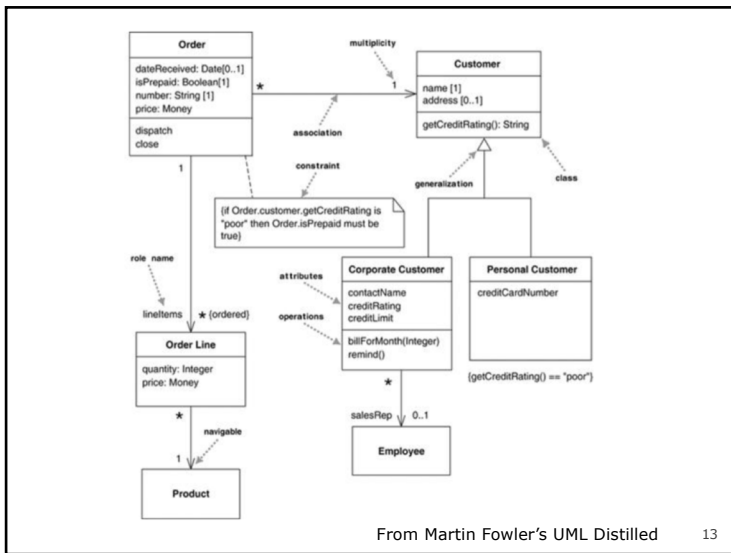 Order
dateReceived: Date[0..1]
isPrepaid: Boolean[1]
number: String [1]
price: Money
dispatch
close
*
1
multiplicity
association
Customer
name [1]
address [0..1]
getCreditRating(): String
class
generalization
constraint
{if Order.customer.getCreditRating is
"poor" then Order.isPrepaid must be
true}
1
role name
lineItems
* {ordered}
Order Line
quantity: Integer
price: Money
*
navigable
1
Product
attributes
operations
Corporate Customer
contactName
creditRating
creditLimit
billForMonth(Integer)
remind()
*
salesRep
0..1
Employee
Personal Customer
creditCardNumber
{getCreditRating() == "poor"}
From Martin Fowler's UML Distilled
13